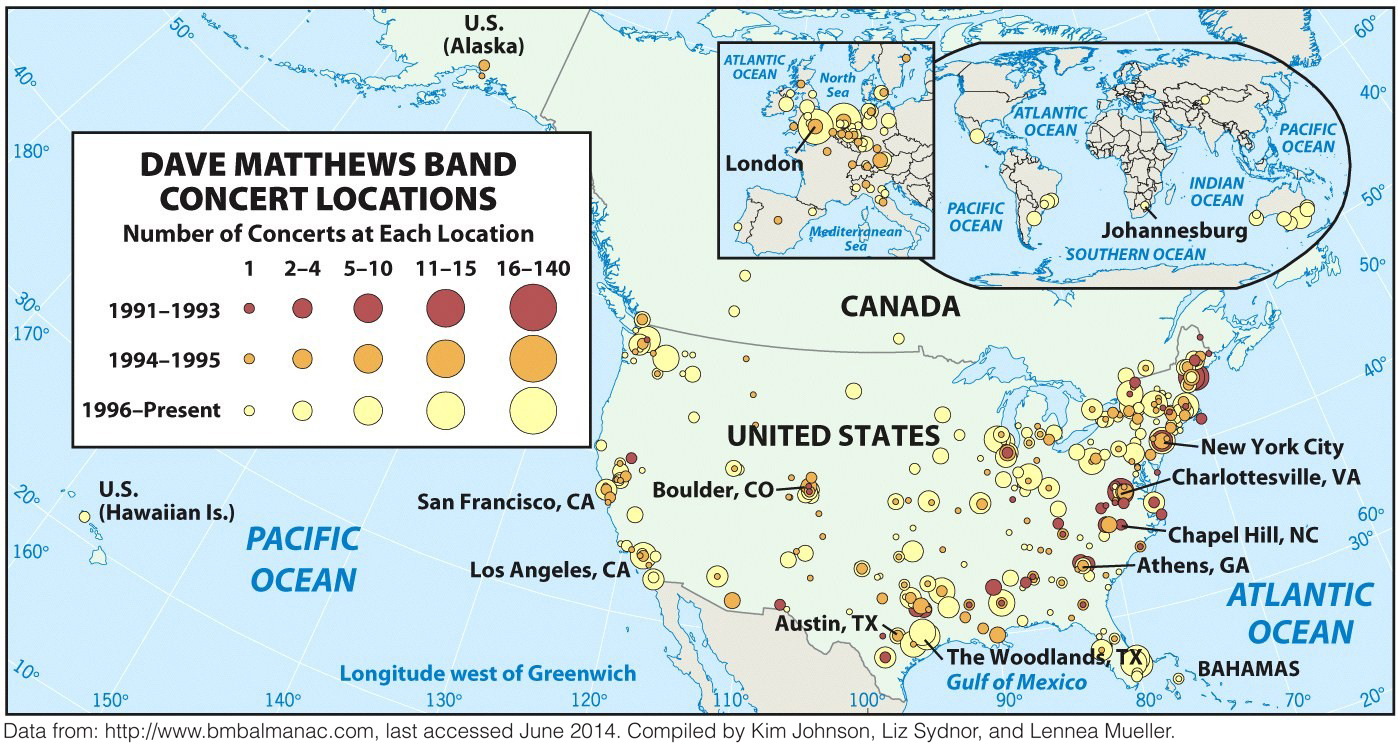 DAVE MATTHEWS BAND
CONCERT LOCATIONS
Number of Concerts at Each Location
1 2–4 5–10 11–15 16–140
1991–1993
1994–1995
1996–Present
U.S.
(Alaska)
50°
40°
180°
30°
170°
20°
160°
10°
150°
140°
130°
120°
110°
100°
90°
80°
70°
20°
60°
40°
50°
50°
40°
60°
30°
ATLANTIC
OCEAN
North
Sea
London
Mediterranean
Sea
ATLANTIC
OCEAN
PACIFIC
OCEAN
INDIAN
OCEAN
PACIFIC
OCEAN
Johannesburg
SOUTHERN OCEAN
CANADA
UNITED STATES
New York City
Charlottesville, VA
Boulder, CO
San Francisco, CA
U.S.
(Hawaiian Is.)
PACIFIC
OCEAN
Chapel Hill, NC
Los Angeles, CA
Athens, GA
ATLANTIC
OCEAN
Austin, TX
The Woodlands, TX
Gulf of Mexico
BAHAMAS
Longitude west of Greenwich
Data from: http://www.bmbalmanac.com, last accessed June 2014. Compiled by Kim Johnson, Liz Sydnor, and Lennea Mueller.